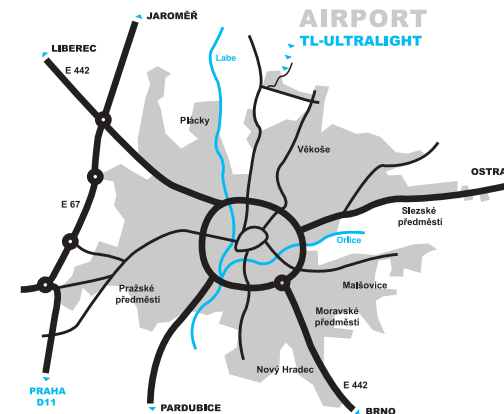 AIRPORT
TL-ULTRALIGHT
JAROMĚŘ
LIBEREC
E 442
Labe
Plácky
Věkoše
OSTRA
E 67
Slezské
předměstí
Orlice
Pražské
předměstí
Malšovice
Moravské
předměstí
Nový Hradec
E 442
PRAHA
D11
PARDUBICE
BRNO